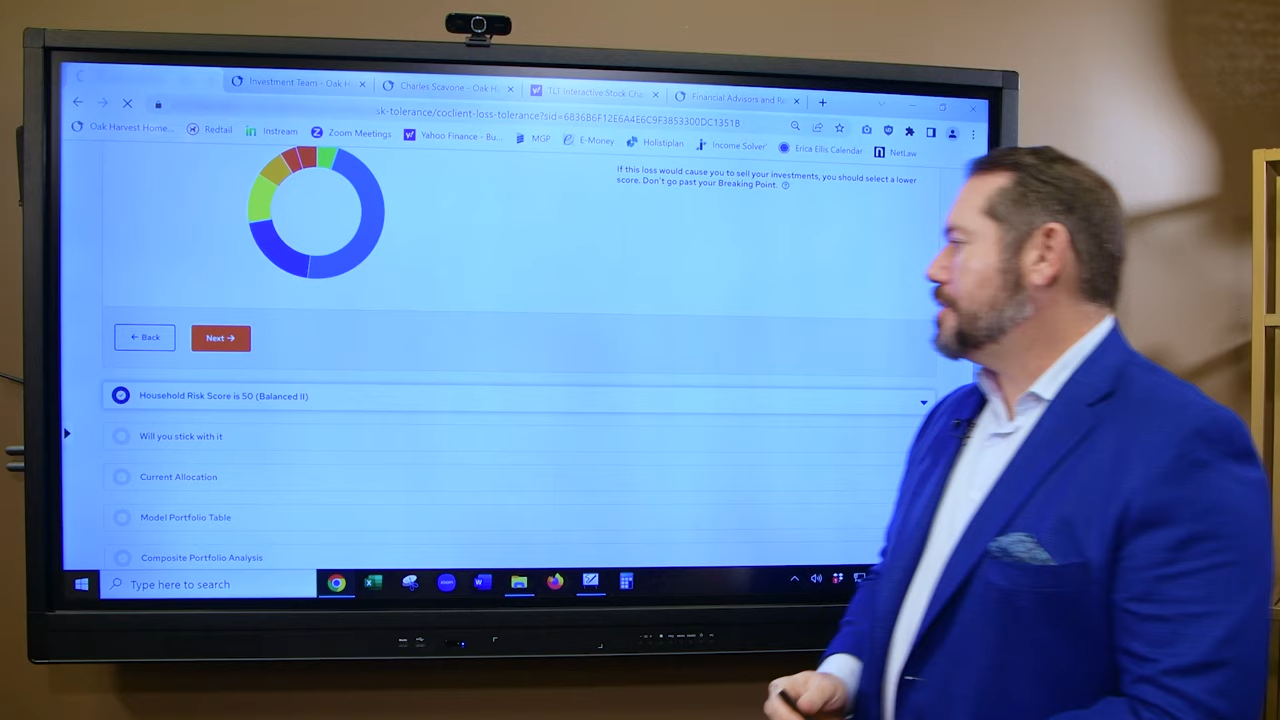 Investment Team - Oak H
Charles Scavone - Oak H
TLT Interactive Stock Cha
Financial Advisors and Re
sk-tolerance/coclient-loss-tolerance?sid=6836B6F12E6A4E6C9F3853300DC1351B
Oak Harvest Home...
Redtail
Instream
Zoom Meetings
Yahoo Finance - Bu...
MGP
E-Money
Holistiplan
Income Solver
Erica Ellis Calendar
NetLaw
If this loss would cause you to sell your investments, you should select a lower
score. Don't go past your Breaking Point.
← Back
Next →
Household Risk Score is 50 (Balanced II)
Will you stick with it
Current Allocation
Model Portfolio Table
Composite Portfolio Analysis
Type here to search